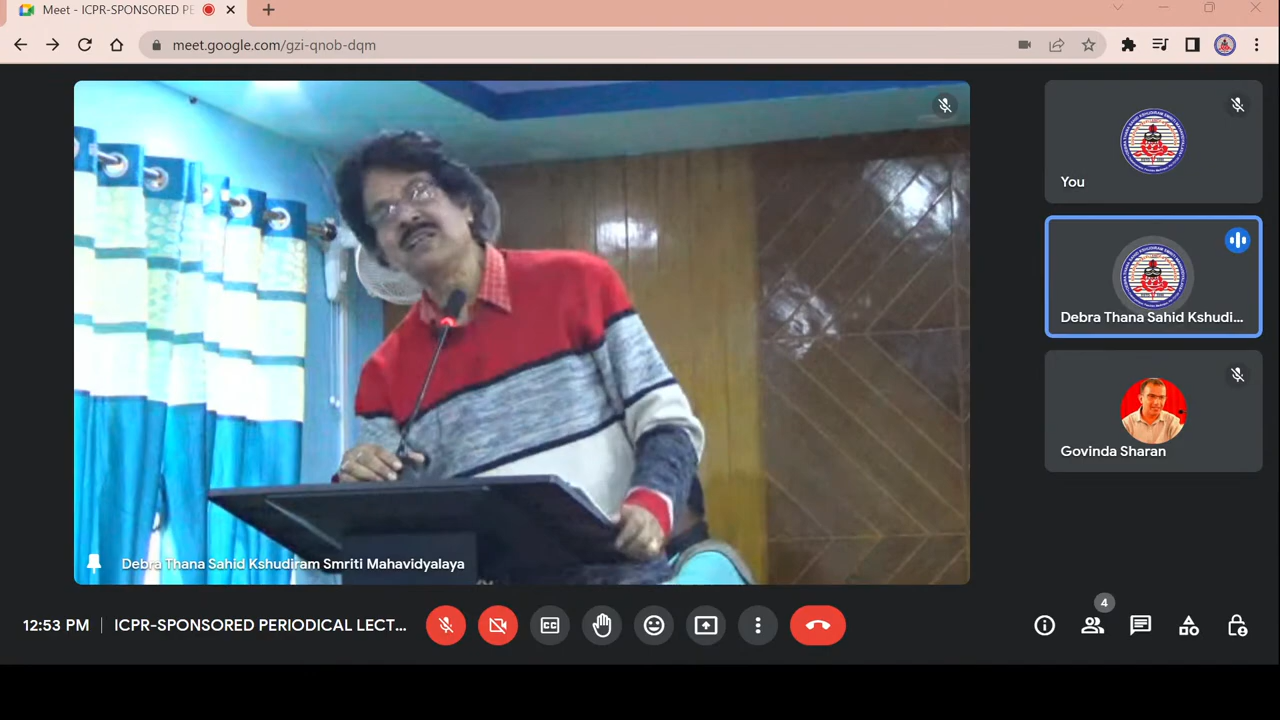 Meet - ICPR-SPONSORED PE
meet.google.com/gzi-qnob-dqm
You
Debra Thana Sahid Kshudi...
Govinda Sharan
Debra Thana Sahid Kshudiram Smriti Mahavidyalaya
12:53 PM | ICPR-SPONSORED PERIODICAL LECT...
CC
4